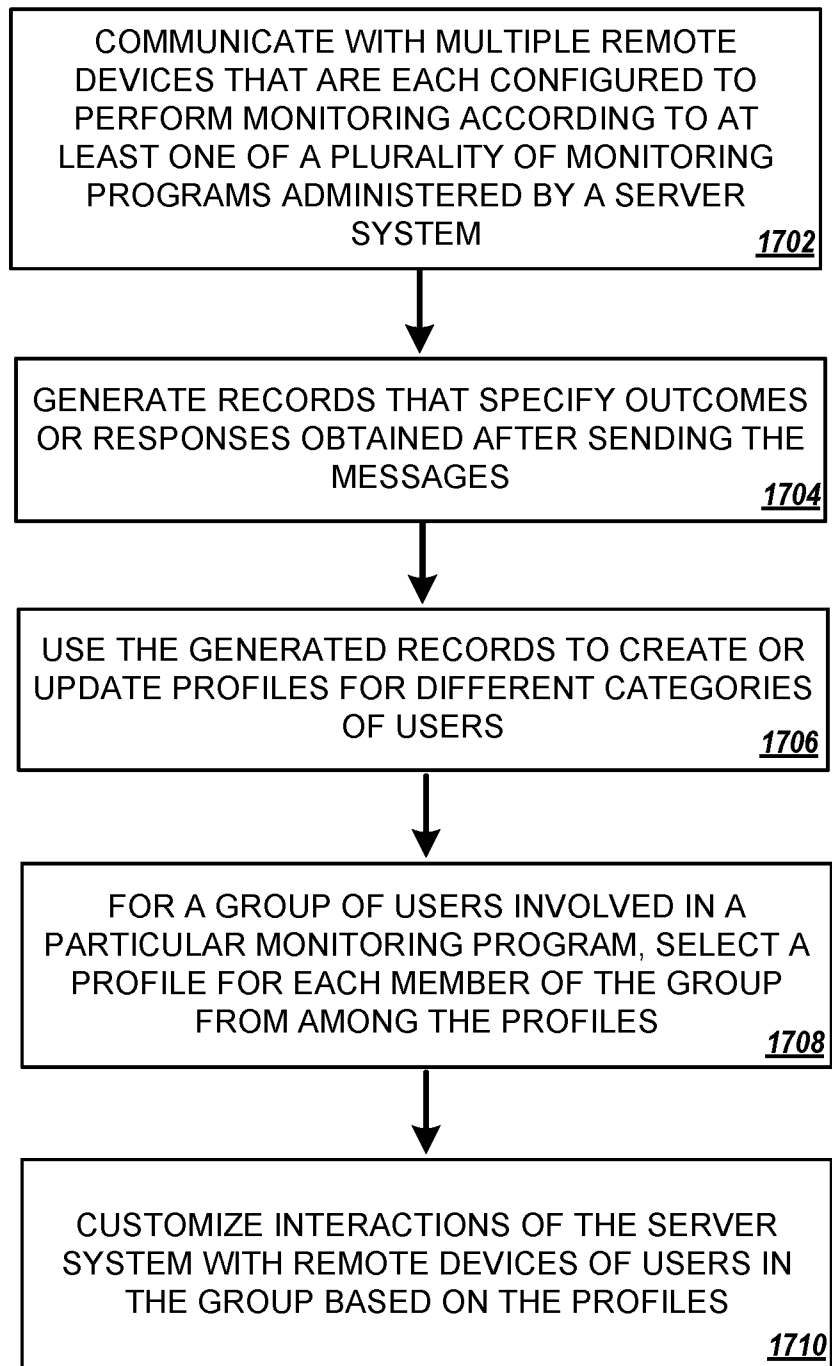 COMMUNICATE WITH MULTIPLE REMOTE
DEVICES THAT ARE EACH CONFIGURED TO
PERFORM MONITORING ACCORDING TO AT
LEAST ONE OF A PLURALITY OF MONITORING
PROGRAMS ADMINISTERED BY A SERVER
SYSTEM
1702
GENERATE RECORDS THAT SPECIFY OUTCOMES
OR RESPONSES OBTAINED AFTER SENDING THE
MESSAGES
1704
USE THE GENERATED RECORDS TO CREATE OR
UPDATE PROFILES FOR DIFFERENT CATEGORIES
OF USERS
1706
FOR A GROUP OF USERS INVOLVED IN A
PARTICULAR MONITORING PROGRAM, SELECT A
PROFILE FOR EACH MEMBER OF THE GROUP
FROM AMONG THE PROFILES
1708
CUSTOMIZE INTERACTIONS OF THE SERVER
SYSTEM WITH REMOTE DEVICES OF USERS IN
THE GROUP BASED ON THE PROFILES
1710